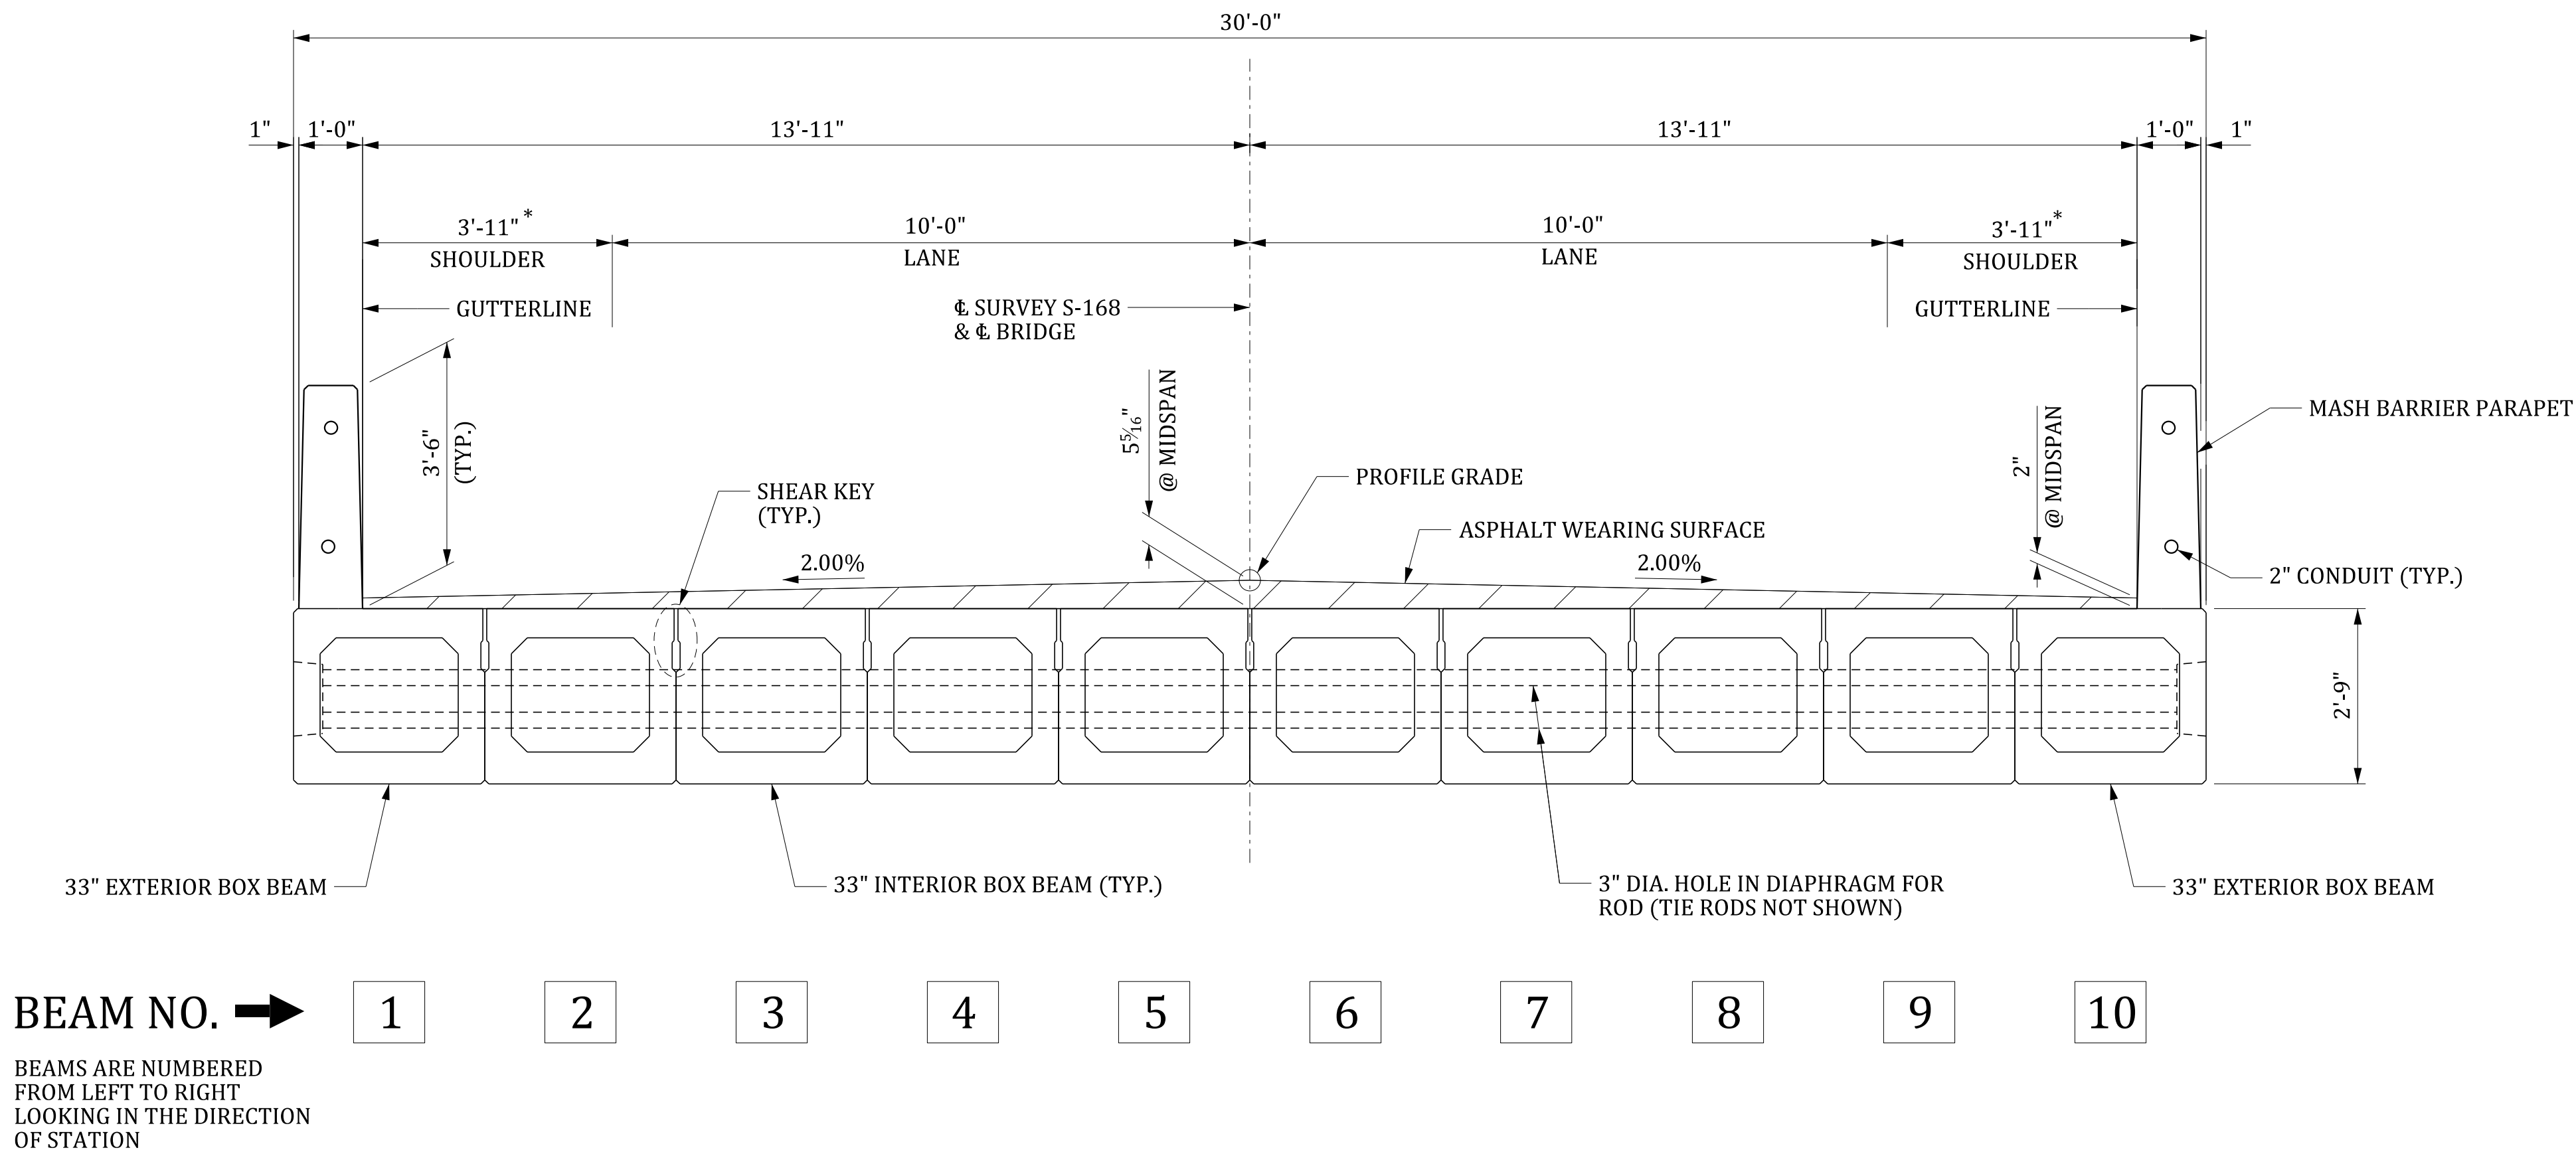 30'-0"
1"
1'-0"
13'-11"
13'-11"
1'-0"
1"
3'-11" *
SHOULDER
10'-0"
LANE
10'-0"
LANE
3'-11" *
SHOULDER
GUTTERLINE
℄ SURVEY S-168
& ℄ BRIDGE
GUTTERLINE
3'-6"
(TYP.)
5 5/16"
@ MIDSPAN
2"
@ MIDSPAN
MASH BARRIER PARAPET
SHEAR KEY
(TYP.)
PROFILE GRADE
ASPHALT WEARING SURFACE
2.00%
2.00%
2" CONDUIT (TYP.)
2'-9"
33" EXTERIOR BOX BEAM
33" INTERIOR BOX BEAM (TYP.)
3" DIA. HOLE IN DIAPHRAGM FOR
ROD (TIE RODS NOT SHOWN)
33" EXTERIOR BOX BEAM
BEAM NO. 1 2 3 4 5 6 7 8 9 10
BEAMS ARE NUMBERED
FROM LEFT TO RIGHT
LOOKING IN THE DIRECTION
OF STATION